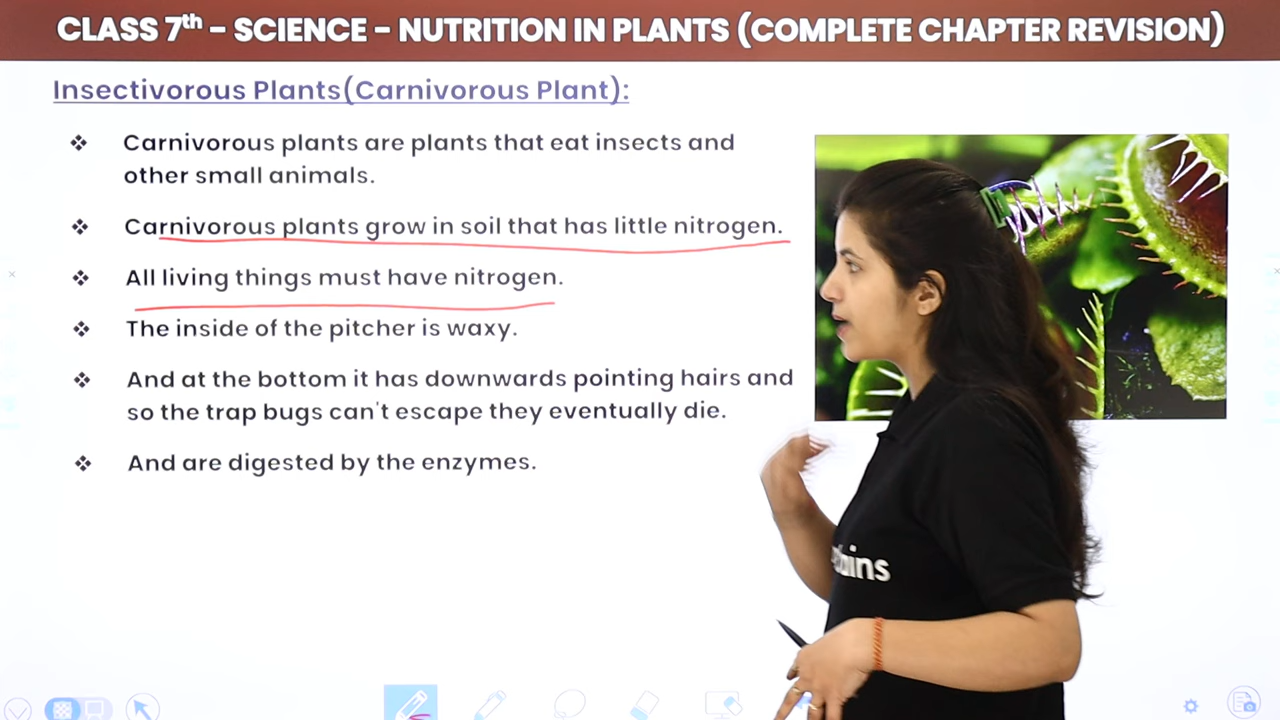 CLASS 7th – SCIENCE – NUTRITION IN PLANTS (COMPLETE CHAPTER REVISION)
Insectivorous Plants(Carnivorous Plant):
❖ Carnivorous plants are plants that eat insects and
other small animals.
❖ Carnivorous plants grow in soil that has little nitrogen.
❖ All living things must have nitrogen.
❖ The inside of the pitcher is waxy.
❖ And at the bottom it has downwards pointing hairs and
so the trap bugs can't escape they eventually die.
❖ And are digested by the enzymes.